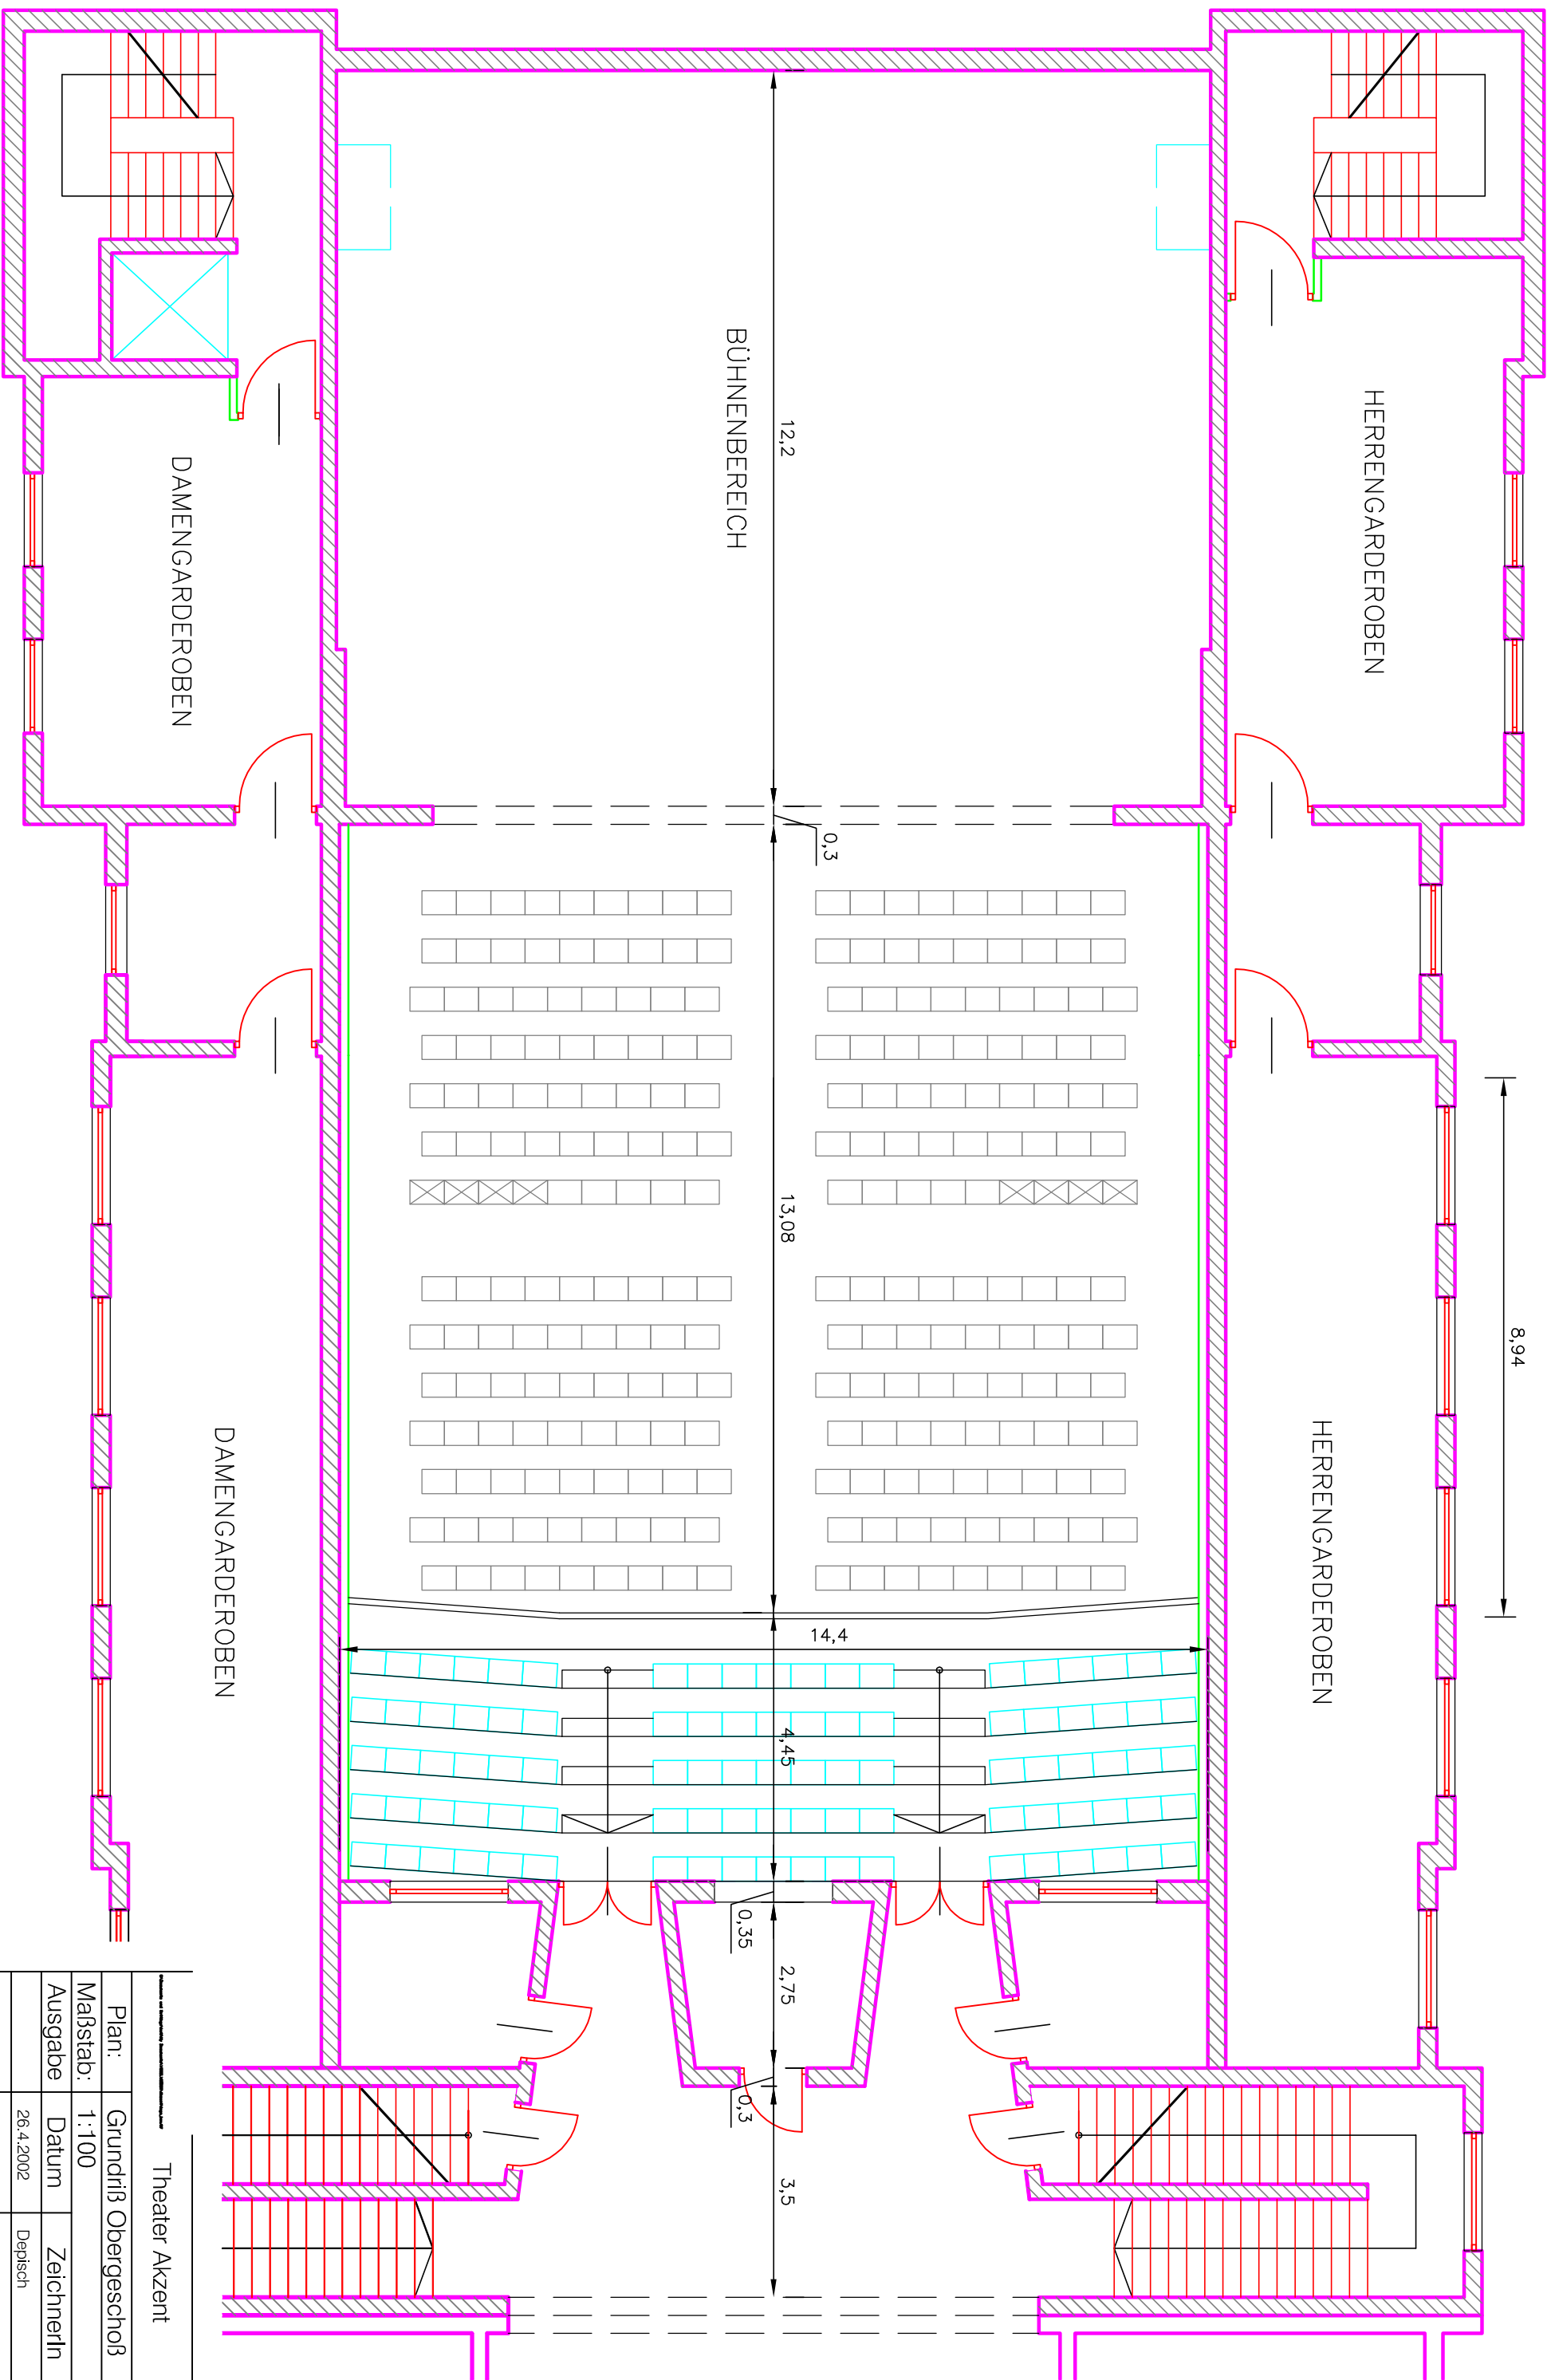 HERRENGARDEROBEN
HERRENGARDEROBEN
8,94
BÜHNENBEREICH
12,2
0,3
13,08
14,4
4,45
0,35
2,75
0,3
3,5
DAMENGARDEROBEN
DAMENGARDEROBEN
Theater Akzent
Plan: Grundriß Obergeschoß
Maßstab: 1:100
Ausgabe Datum ZeichnerIn
26.4.2002 Depisch